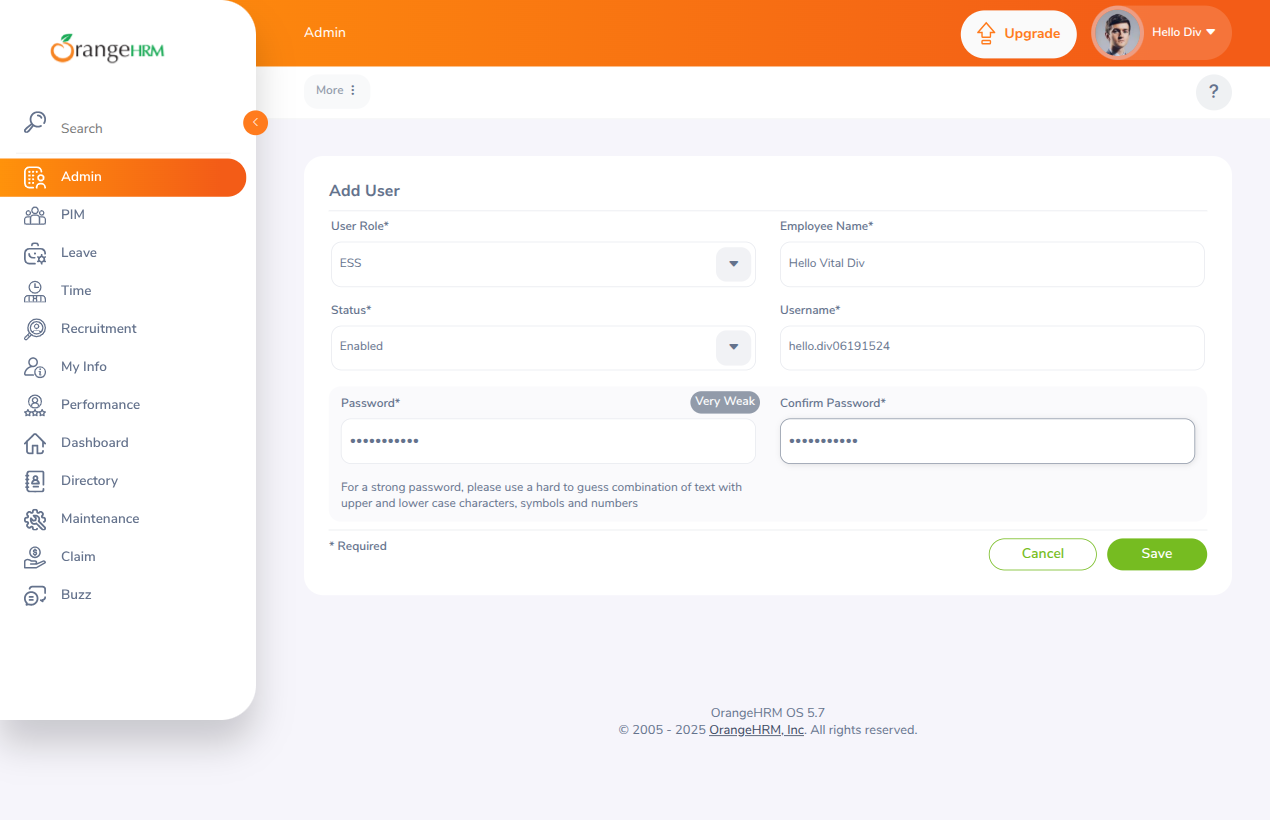 OrangeHRM
Search
Admin
PIM
Leave
Time
Recruitment
My Info
Performance
Dashboard
Directory
Maintenance
Claim
Buzz
Admin
Upgrade
Hello Div
More
?
Add User
User Role*
Employee Name*
ESS
Hello Vital Div
Status*
Username*
Enabled
hello.div06191524
Password*
Very Weak
Confirm Password*
•••••••••••
•••••••••••
For a strong password, please use a hard to guess combination of text with
upper and lower case characters, symbols and numbers
* Required
Cancel
Save
OrangeHRM OS 5.7
© 2005 - 2025 OrangeHRM, Inc. All rights reserved.